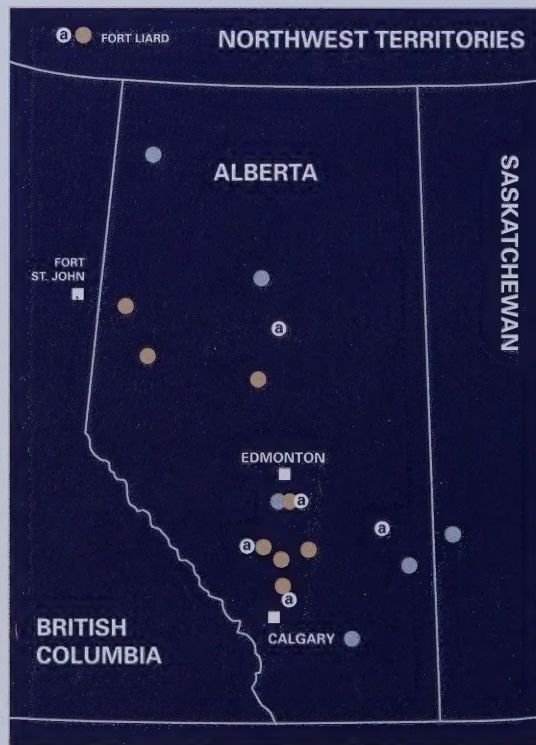 a FORT LIARD
NORTHWEST TERRITORIES
ALBERTA
SASKATCHEWAN
FORT
ST. JOHN
a
EDMONTON
a
a
a
a
CALGARY
BRITISH
COLUMBIA